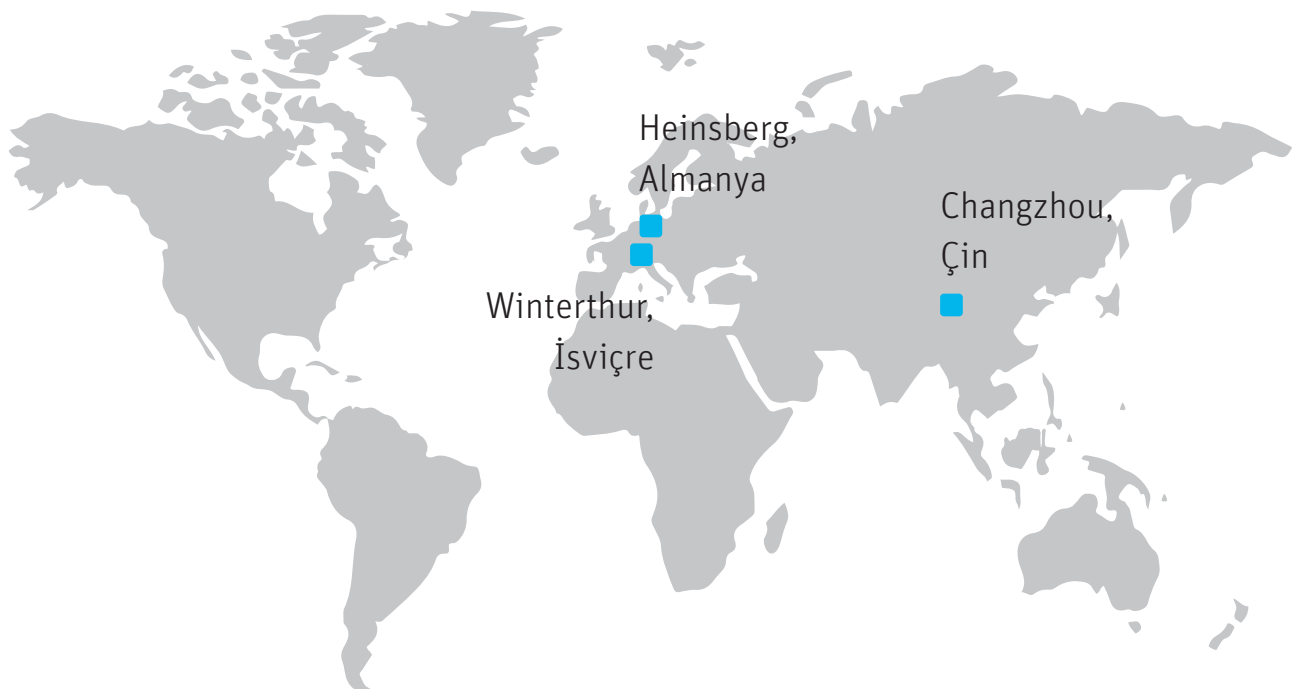 Heinsberg,
Almanya
Changzhou,
Çin
Winterthur,
İsviçre